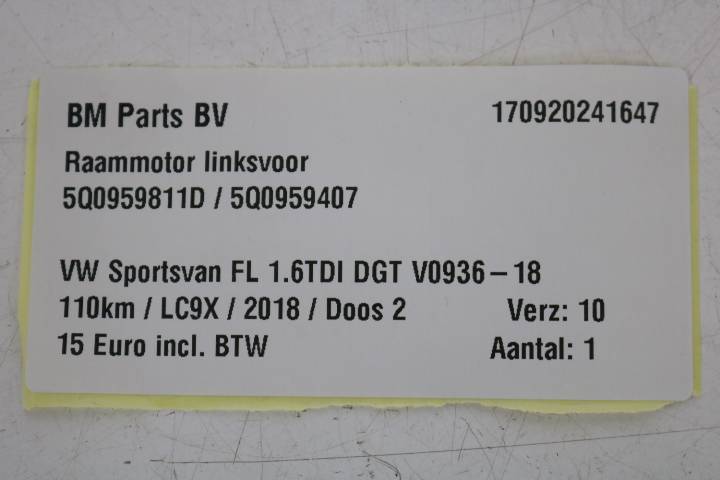 BM Parts BV 170920241647
Raammotor linksvoor
5Q0959811D / 5Q0959407
VW Sportsvan FL 1.6TDI DGT V0936-18
110km / LC9X / 2018 / Doos 2 Verz: 10
15 Euro incl. BTW Aantal: 1